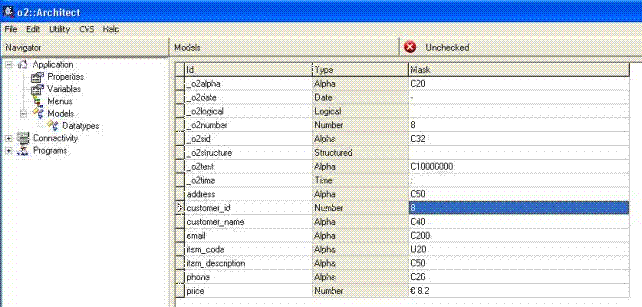 o2::Architect
File Edit Utility CVS Help
Navigator Models Unchecked
Application
Properties
Variables
Menus
Models
Datatypes
Connectivity
Programs
Id Type Mask
_o2alpha Alpha C20
_o2date Date -
_o2logical Logical
_o2number Number 8
_o2sid Alpha C32
_o2structure Structured
_o2text Alpha C10000000
_o2time Time :
address Alpha C50
customer_id Number 8
customer_name Alpha C40
email Alpha C200
item_code Alpha U20
item_description Alpha C50
phone Alpha C20
price Number € 8.2